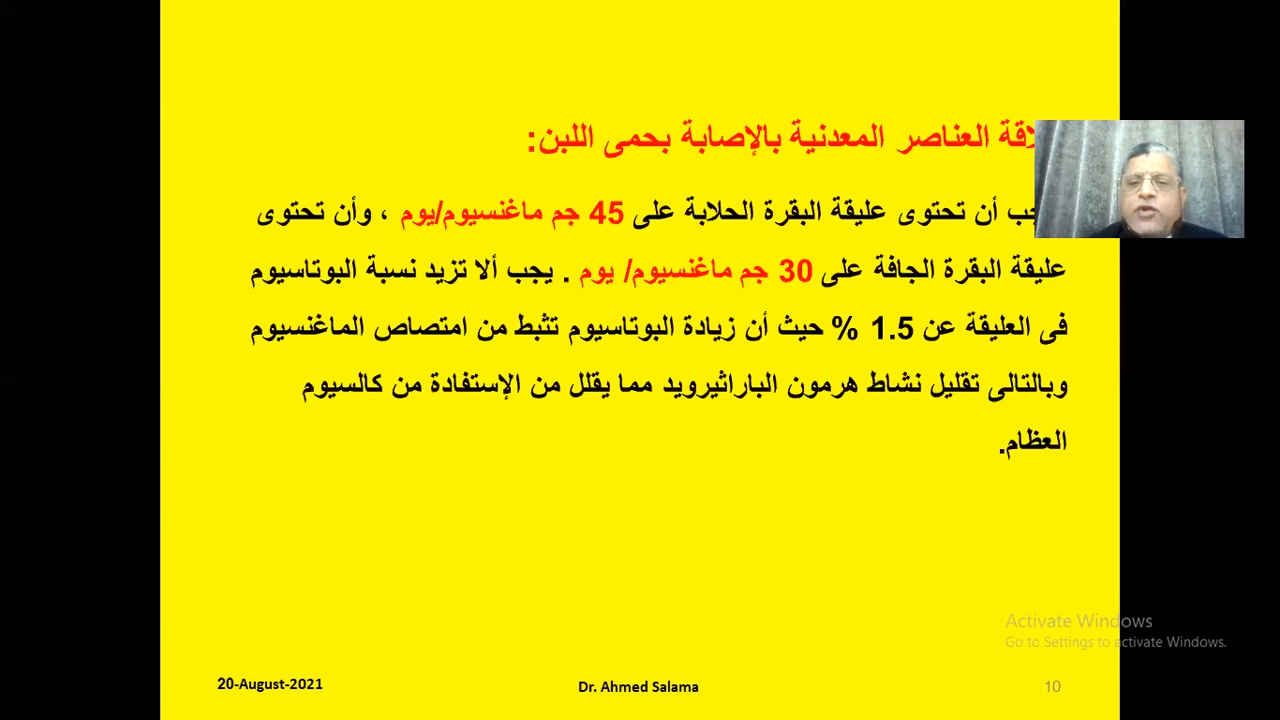 العناصر المعدنية بالإصابة بحمى اللبن:
أن تحتوى عليقة البقرة الحلابة على 45 جم ماغنسيوم/يوم ، وأن تحتوى
عليقة البقرة الجافة على 30 جم ماغنسيوم/ يوم . يجب ألا تزيد نسبة البوتاسيوم
فى العليقة عن 1.5 % حيث أن زيادة البوتاسيوم تثبط من امتصاص الماغنسيوم
وبالتالى تقليل نشاط هرمون الباراثيرويد مما يقلل من الإستفادة من كالسيوم
العظام.
Activate Windows
Go to Settings to activate Windows.
20-August-2021
Dr. Ahmed Salama
10